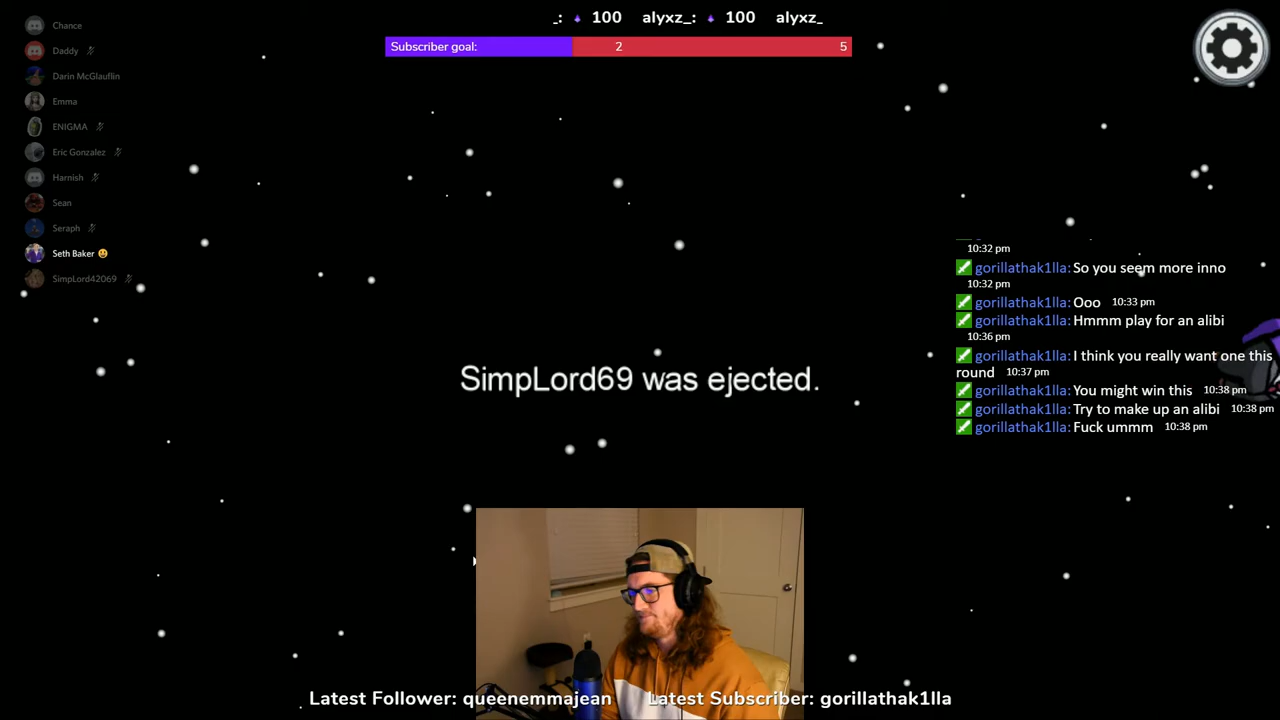 _: 100 alyxz_: 100 alyxz_
Subscriber goal: 2 5
Chance
Daddy
Darin McGlauflin
Emma
ENIGMA
Eric Gonzalez
Harnish
Sean
Seraph
Seth Baker
SimpLord42069
10:32 pm
gorillathak1lla: So you seem more inno
10:32 pm
gorillathak1lla: Ooo 10:33 pm
gorillathak1lla: Hmmm play for an alibi
10:36 pm
gorillathak1lla: I think you really want one this
round 10:37 pm
gorillathak1lla: You might win this 10:38 pm
gorillathak1lla: Try to make up an alibi 10:38 pm
gorillathak1lla: Fuck ummm 10:38 pm
SimpLord69 was ejected.
Latest Follower: queenemmajean Latest Subscriber: gorillathak1lla